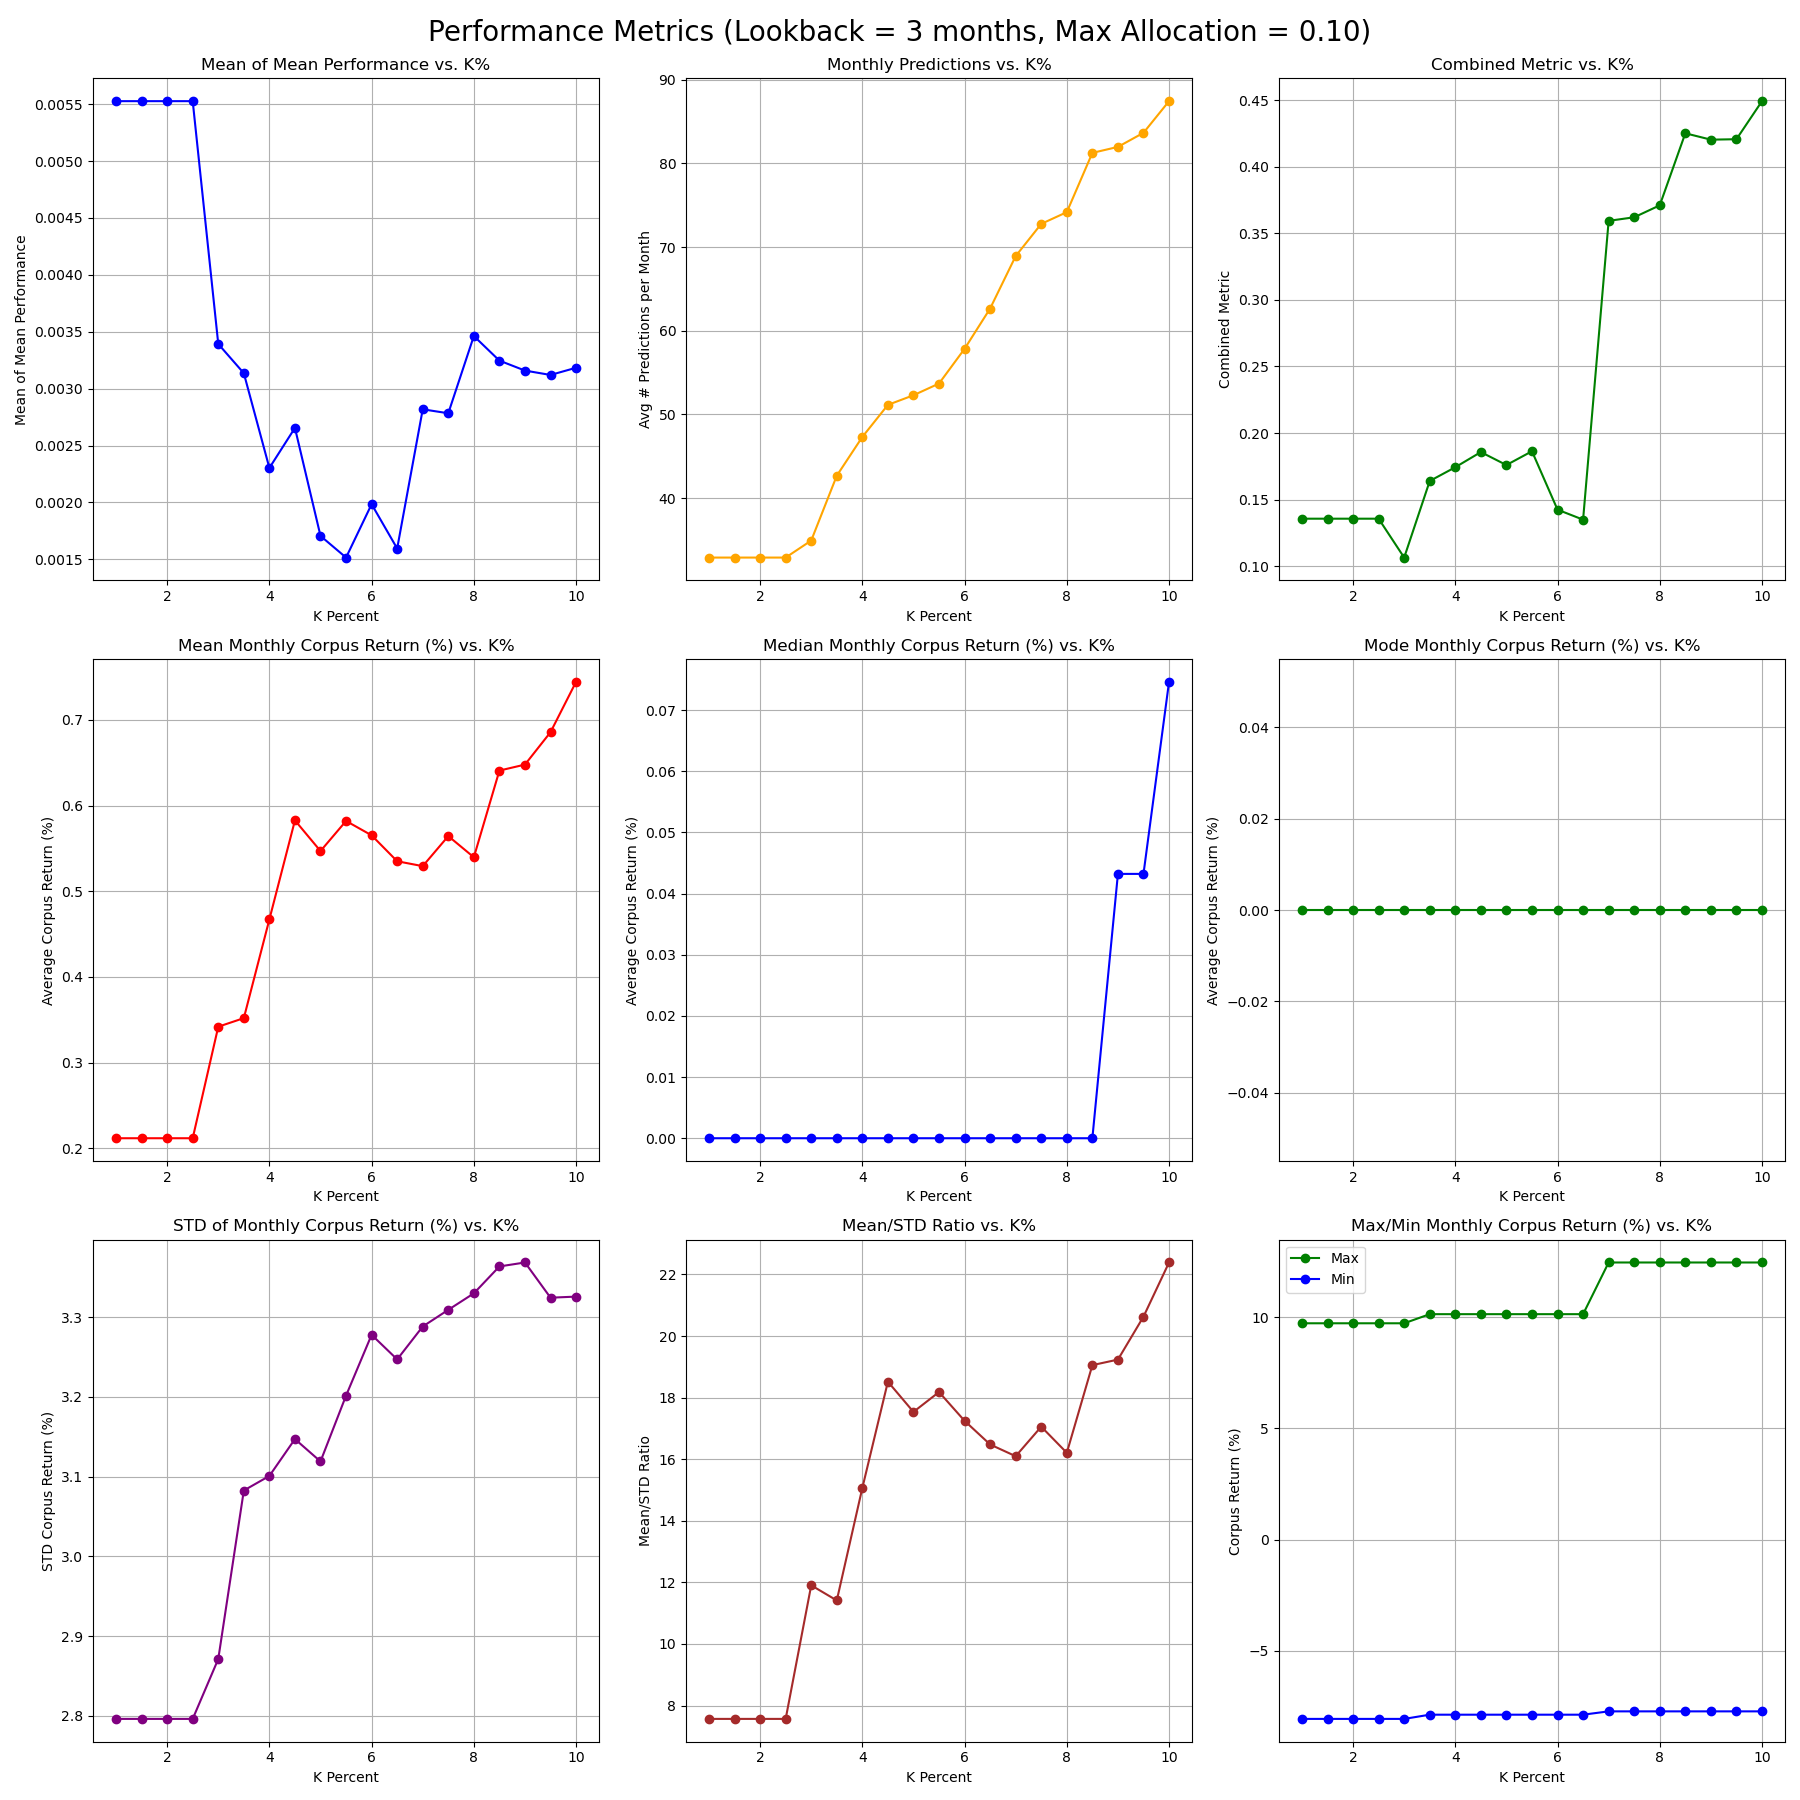 Performance Metrics (Lookback = 3 months, Max Allocation = 0.10)
Mean of Mean Performance vs. K%
Mean of Mean Performance
0.0055
0.0050
0.0045
0.0040
0.0035
0.0030
0.0025
0.0020
0.0015
2 4 6 8 10
K Percent
Monthly Predictions vs. K%
Avg # Predictions per Month
90
80
70
60
50
40
2 4 6 8 10
K Percent
Combined Metric vs. K%
Combined Metric
0.45
0.40
0.35
0.30
0.25
0.20
0.15
0.10
2 4 6 8 10
K Percent
Mean Monthly Corpus Return (%) vs. K%
Average Corpus Return (%)
0.7
0.6
0.5
0.4
0.3
0.2
2 4 6 8 10
K Percent
Median Monthly Corpus Return (%) vs. K%
Average Corpus Return (%)
0.07
0.06
0.05
0.04
0.03
0.02
0.01
0.00
2 4 6 8 10
K Percent
Mode Monthly Corpus Return (%) vs. K%
Average Corpus Return (%)
0.04
0.02
0.00
−0.02
−0.04
2 4 6 8 10
K Percent
STD of Monthly Corpus Return (%) vs. K%
STD Corpus Return (%)
3.3
3.2
3.1
3.0
2.9
2.8
2 4 6 8 10
K Percent
Mean/STD Ratio vs. K%
Mean/STD Ratio
22
20
18
16
14
12
10
8
2 4 6 8 10
K Percent
Max/Min Monthly Corpus Return (%) vs. K%
Max
Min
Corpus Return (%)
10
5
0
−5
2 4 6 8 10
K Percent